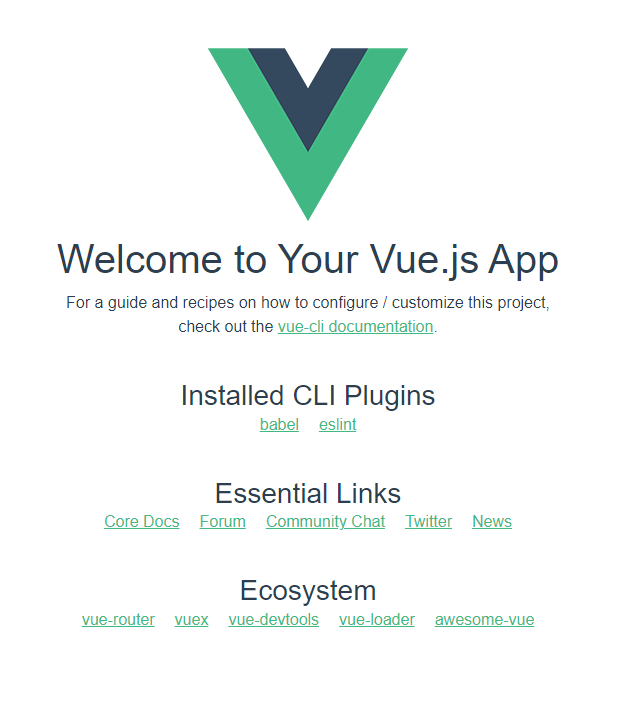 Welcome to Your Vue.js App
For a guide and recipes on how to configure / customize this project,
check out the vue-cli documentation.
Installed CLI Plugins
babel eslint
Essential Links
Core Docs Forum Community Chat Twitter News
Ecosystem
vue-router vuex vue-devtools vue-loader awesome-vue